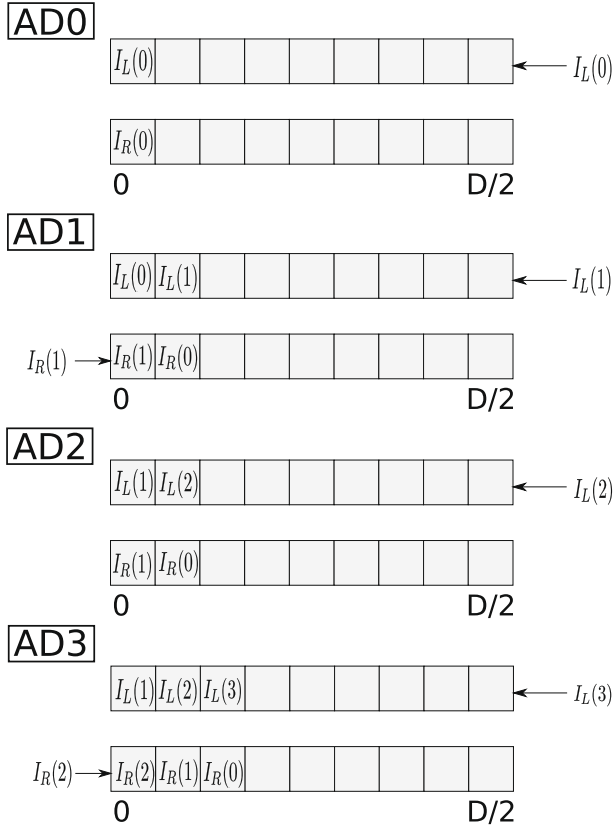 AD0
I_L(0) I_L(0)
I_R(0)
0 D/2
AD1
I_L(0) I_L(1) I_L(1)
I_R(1) I_R(1) I_R(0)
0 D/2
AD2
I_L(1) I_L(2) I_L(2)
I_R(1) I_R(0)
0 D/2
AD3
I_L(1) I_L(2) I_L(3) I_L(3)
I_R(2) I_R(2) I_R(1) I_R(0)
0 D/2